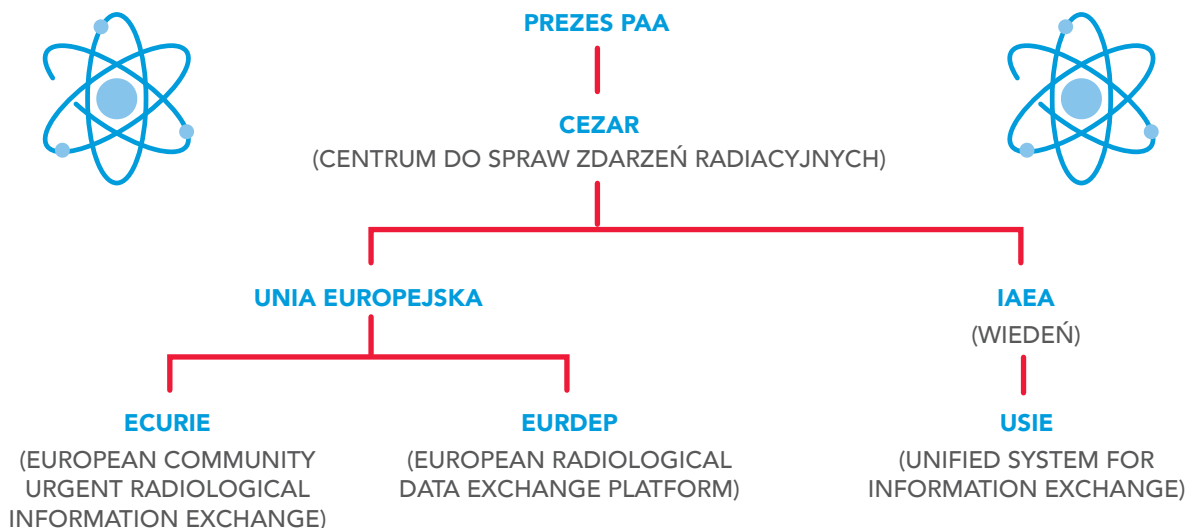 PREZES PAA
CEZAR
(CENTRUM DO SPRAW ZDARZEŃ RADIACYJNYCH)
UNIA EUROPEJSKA
IAEA
(WIEDEŃ)
ECURIE
(EUROPEAN COMMUNITY
URGENT RADIOLOGICAL
INFORMATION EXCHANGE)
EURDEP
(EUROPEAN RADIOLOGICAL
DATA EXCHANGE PLATFORM)
USIE
(UNIFIED SYSTEM FOR
INFORMATION EXCHANGE)